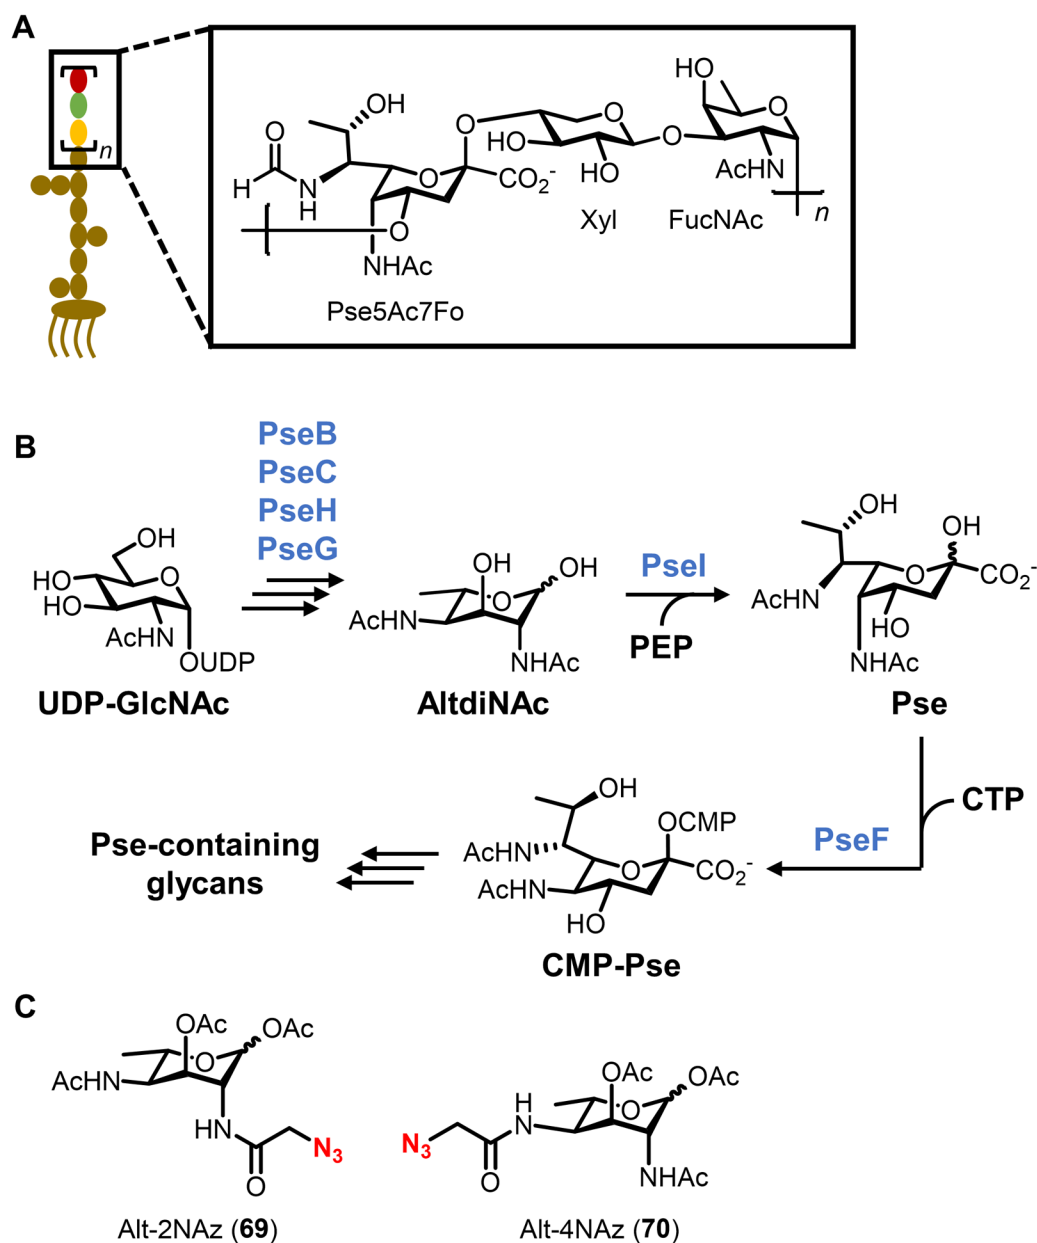 A
n
OH
O
H
N
H
O
CO2-
O
NHAc
Pse5Ac7Fo
O
O
HO
HO
Xyl
O
HO
O
AcHN
FucNAc
n
B
PseB
PseC
PseH
PseG
OH
HO
HO
O
AcHN
OUDP
UDP-GlcNAc
OH
OH
O
AcHN
NHAc
AltdiNAc
PseI
PEP
OH
OH
O
CO2-
AcHN
HO
NHAc
Pse
CTP
PseF
OH
OCMP
AcHN
O
CO2-
AcHN
HO
CMP-Pse
Pse-containing
glycans
C
OAc
OAc
O
AcHN
HN
N3
O
Alt-2NAz (69)
OAc
OAc
H
N
O
N3
O
NHAc
Alt-4NAz (70)